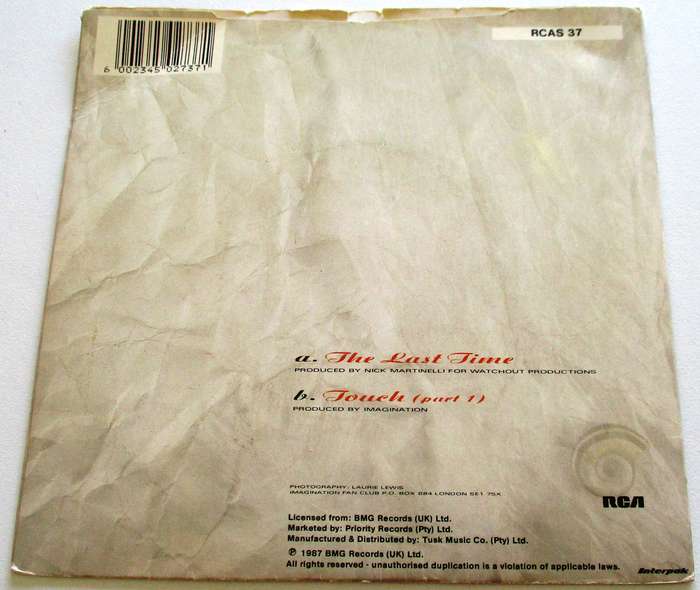 RCAS 37
6 002345 027371
a. The Last Time
PRODUCED BY NICK MARTINELLI FOR WATCHOUT PRODUCTIONS
b. Touch (part 1)
PRODUCED BY IMAGINATION
PHOTOGRAPHY: LAURIE LEWIS
IMAGINATION FAN CLUB P.O. BOX 684 LONDON SE1 7SX
RCA
Licensed from: BMG Records (UK) Ltd.
Marketed by: Priority Records (Pty) Ltd.
Manufactured & Distributed by: Tusk Music Co. (Pty) Ltd.
℗ 1987 BMG Records (UK) Ltd.
All rights reserved - unauthorised duplication is a violation of applicable laws.
Interpak